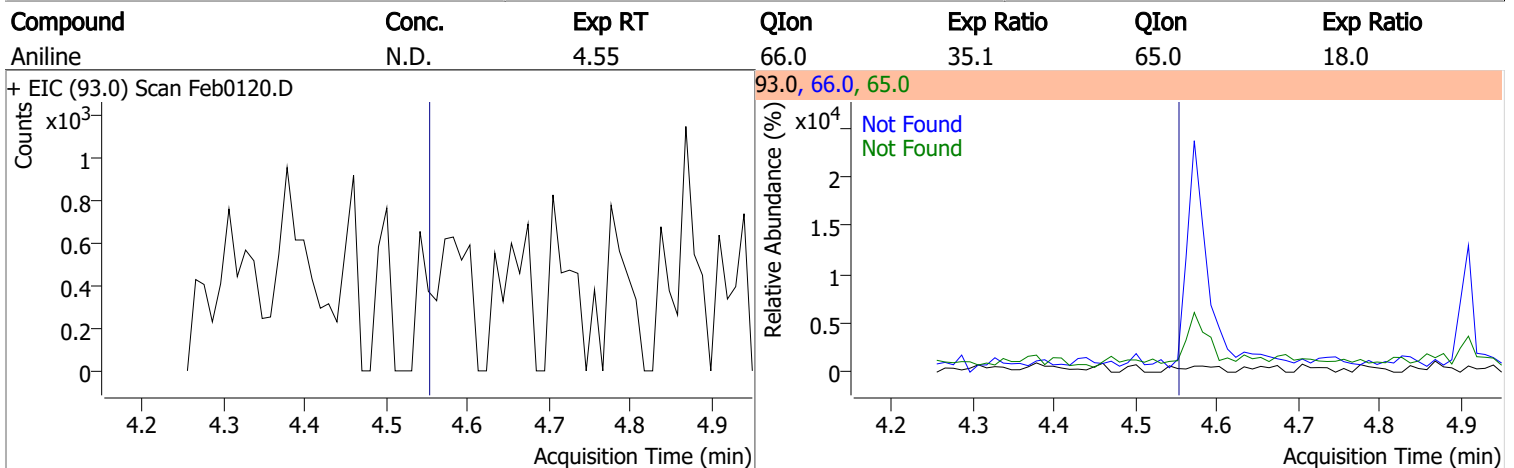 Compound Conc. Exp RT QIon Exp Ratio QIon Exp Ratio
Aniline N.D. 4.55 66.0 35.1 65.0 18.0
+ EIC (93.0) Scan Feb0120.D
Counts
x10³
1
0.8
0.6
0.4
0.2
0
4.2 4.3 4.4 4.5 4.6 4.7 4.8 4.9
Acquisition Time (min)
93.0, 66.0, 65.0
Relative Abundance (%)
x10⁴
Not Found
Not Found
2
1.5
1
0.5
0
4.2 4.3 4.4 4.5 4.6 4.7 4.8 4.9
Acquisition Time (min)